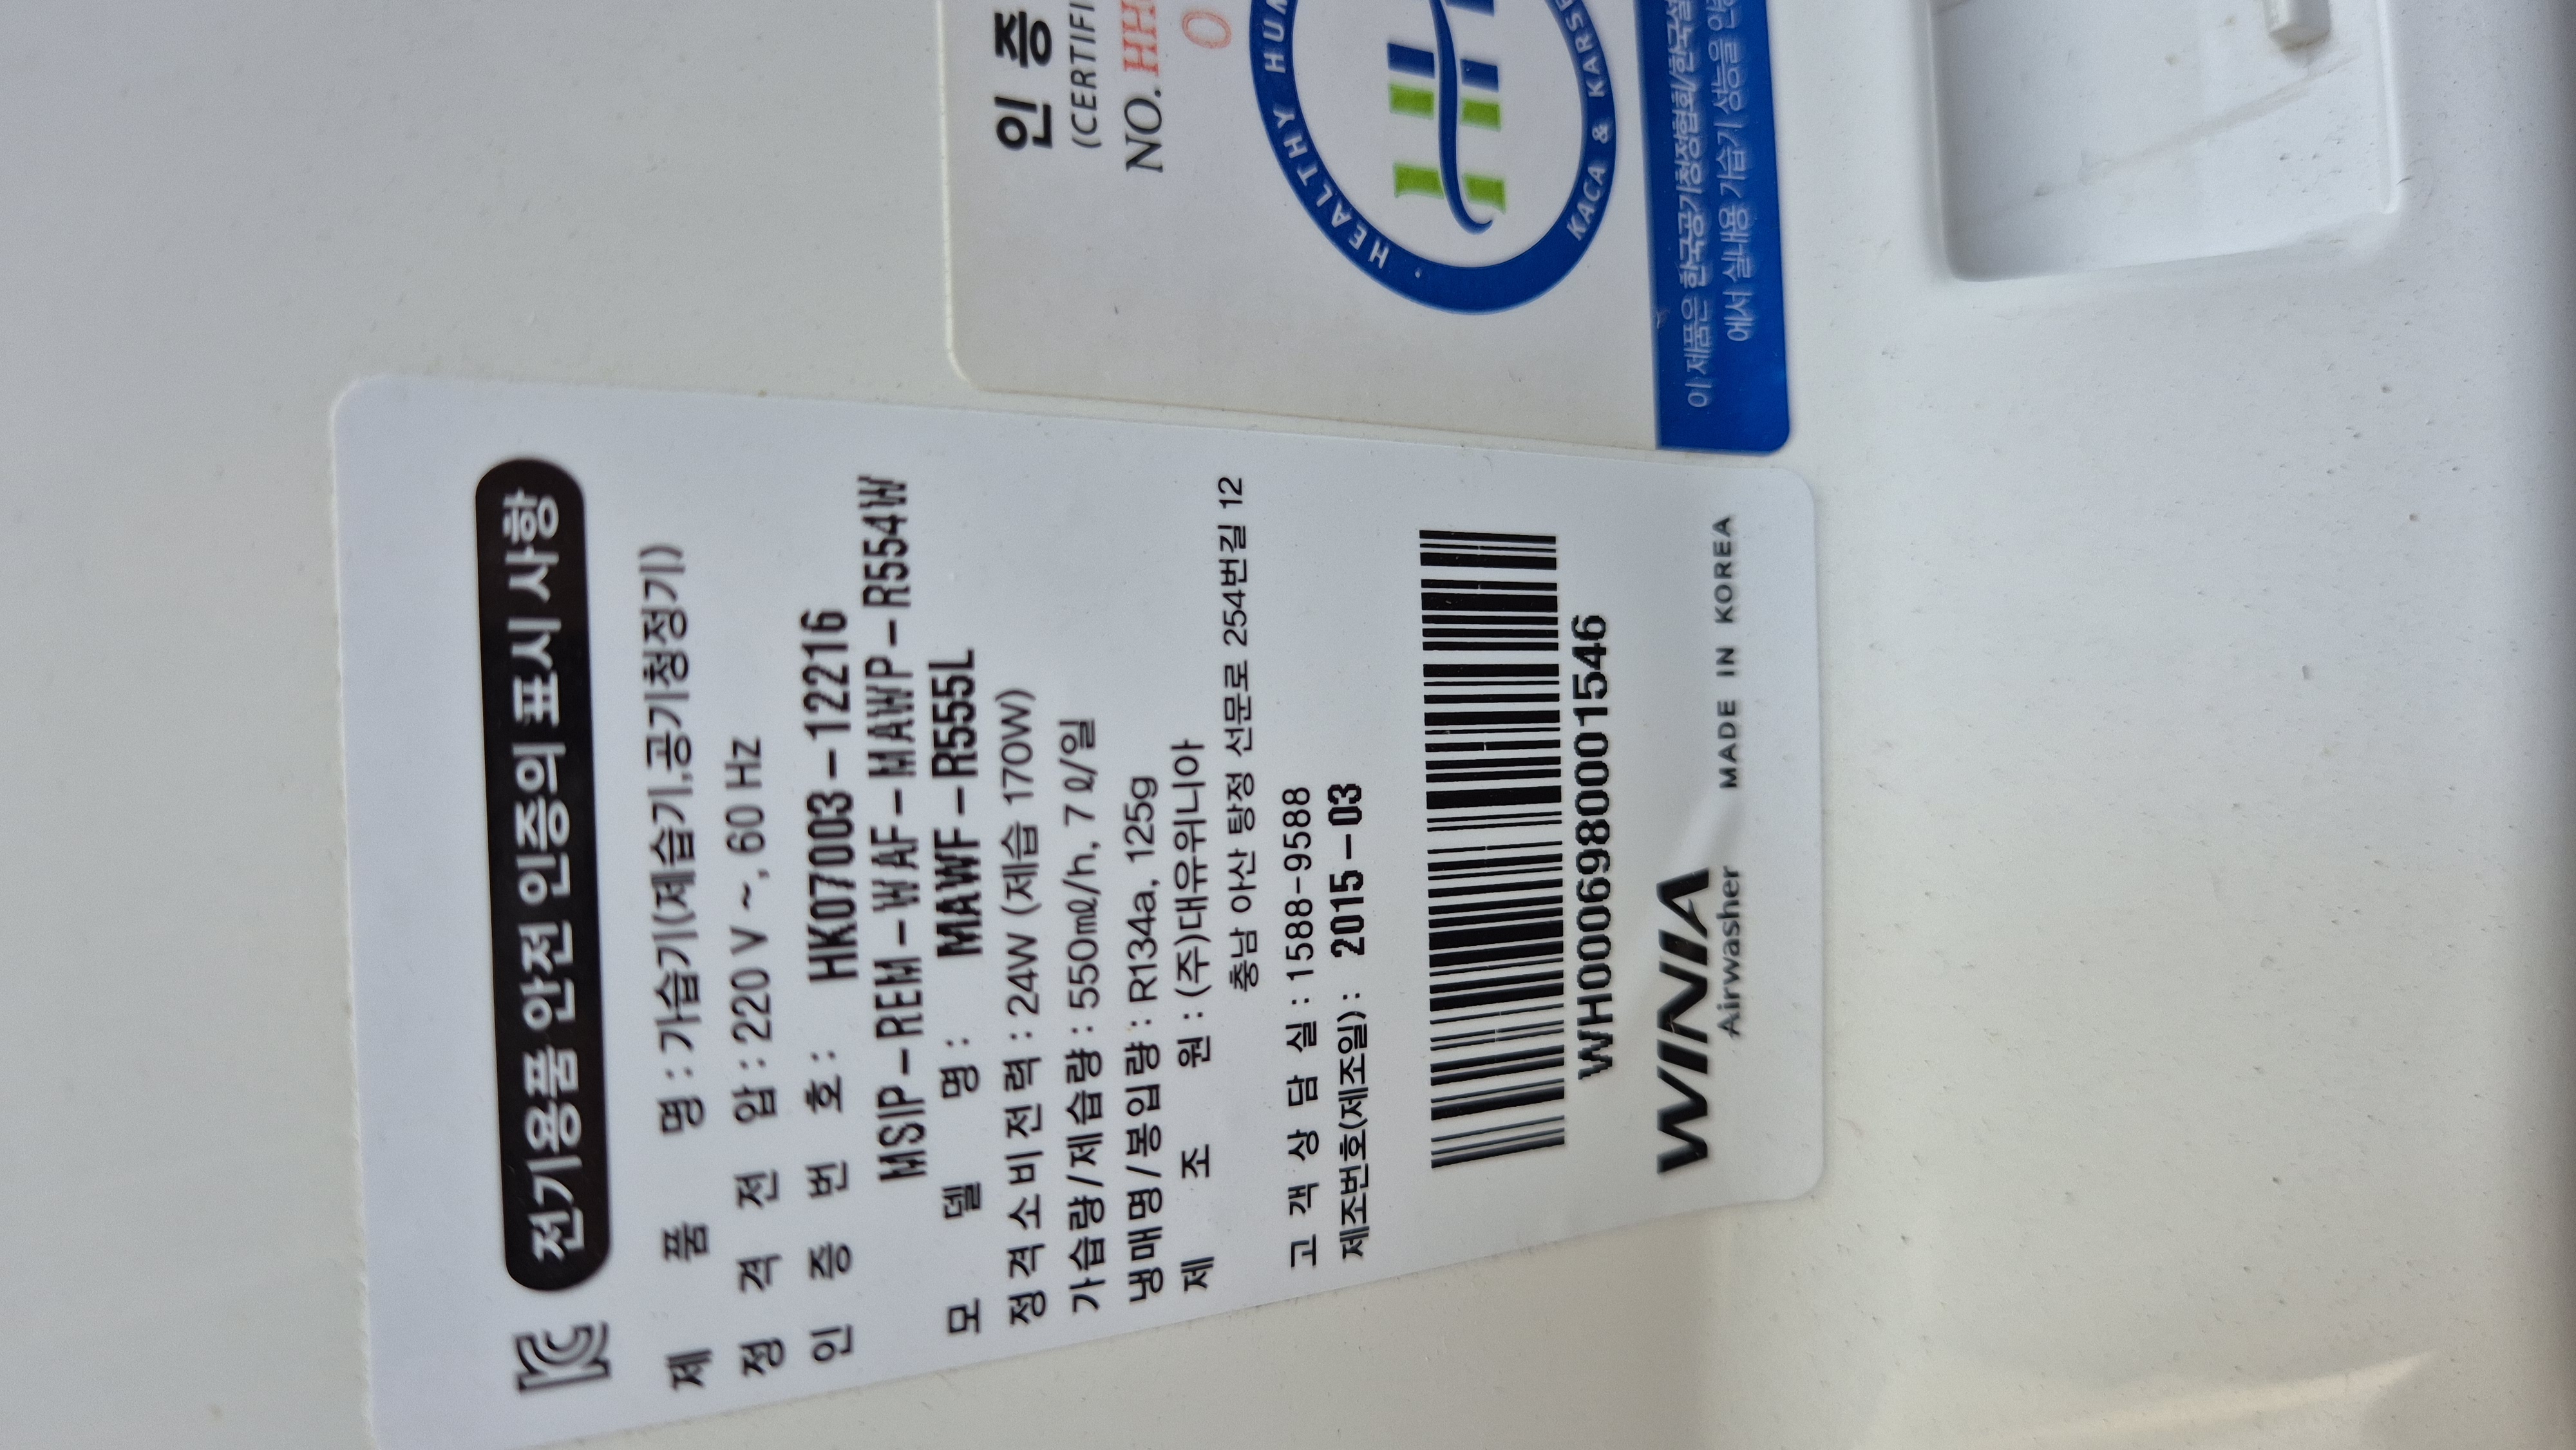 전기용품 안전 인증의 표시 사항
제 품 명 : 가습기(제습기,공기청정기)
정 격 전 압 : 220 V ~, 60 Hz
인 증 번 호 : HK07003-12216
MSIP-REM-WAF-MAWP-R554W
모 델 명 : MAWF-R555L
정격소비전력 : 24W (제습 170W)
가습량/제습량 : 550㎖/h, 7ℓ/일
냉매명/봉입량 : R134a, 125g
제 조 원 : (주)대유위니아
충남 아산 탕정 선문로 254번길 12
고 객 상 담 실 : 1588-9588
제조번호(제조일) : 2015-03
WH0006980001546
WINIA
Airwasher MADE IN KOREA
인 증
NO. HH
0
HEALTHY
KACA &
이 제품은 한국공기청정협회/한국
에서 실내용 가습기 성능을